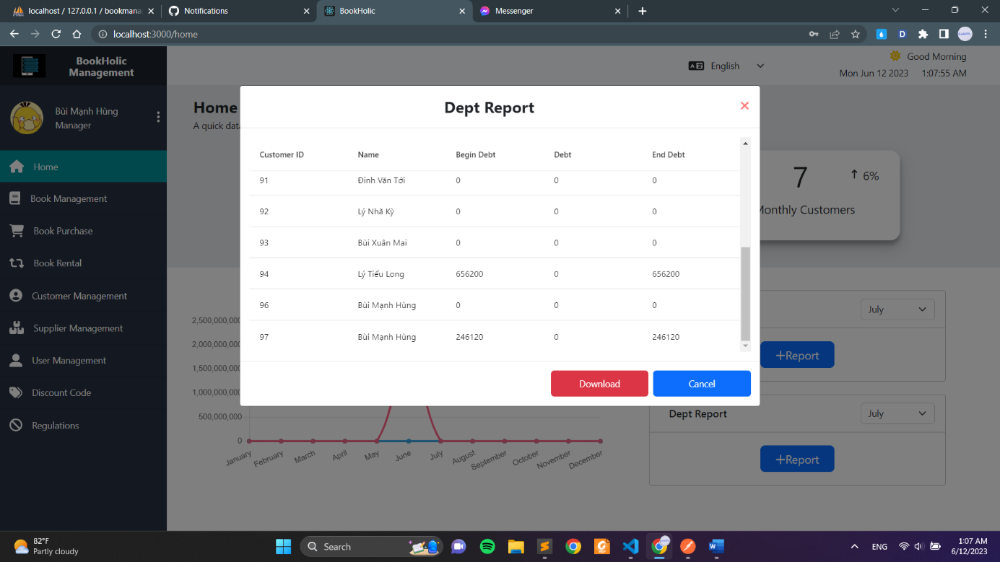 localhost / 127.0.0.1 / bookmana
Notifications
BookHolic
Messenger
localhost:3000/home
BookHolic
Management
English
Good Morning
Mon Jun 12 2023 1:07:55 AM
Bùi Mạnh Hùng
Manager
Home
Book Management
Book Purchase
Book Rental
Customer Management
Supplier Management
User Management
Discount Code
Regulations
Home
A quick dat
7
6%
Monthly Customers
Dept Report
Customer ID Name Begin Debt Debt End Debt
91 Đinh Văn Tới 0 0 0
92 Lý Nhã Kỳ 0 0 0
93 Bùi Xuân Mai 0 0 0
94 Lý Tiểu Long 656200 0 656200
96 Bùi Mạnh Hùng 0 0 0
97 Bùi Mạnh Hùng 246120 0 246120
Download Cancel
2,500,000,000
2,000,000,000
1,500,000,000
1,000,000,000
500,000,000
0
January February March April May June July August September October November December
July
+Report
Dept Report
July
+Report
82°F
Partly cloudy
Search
ENG
1:07 AM
6/12/2023